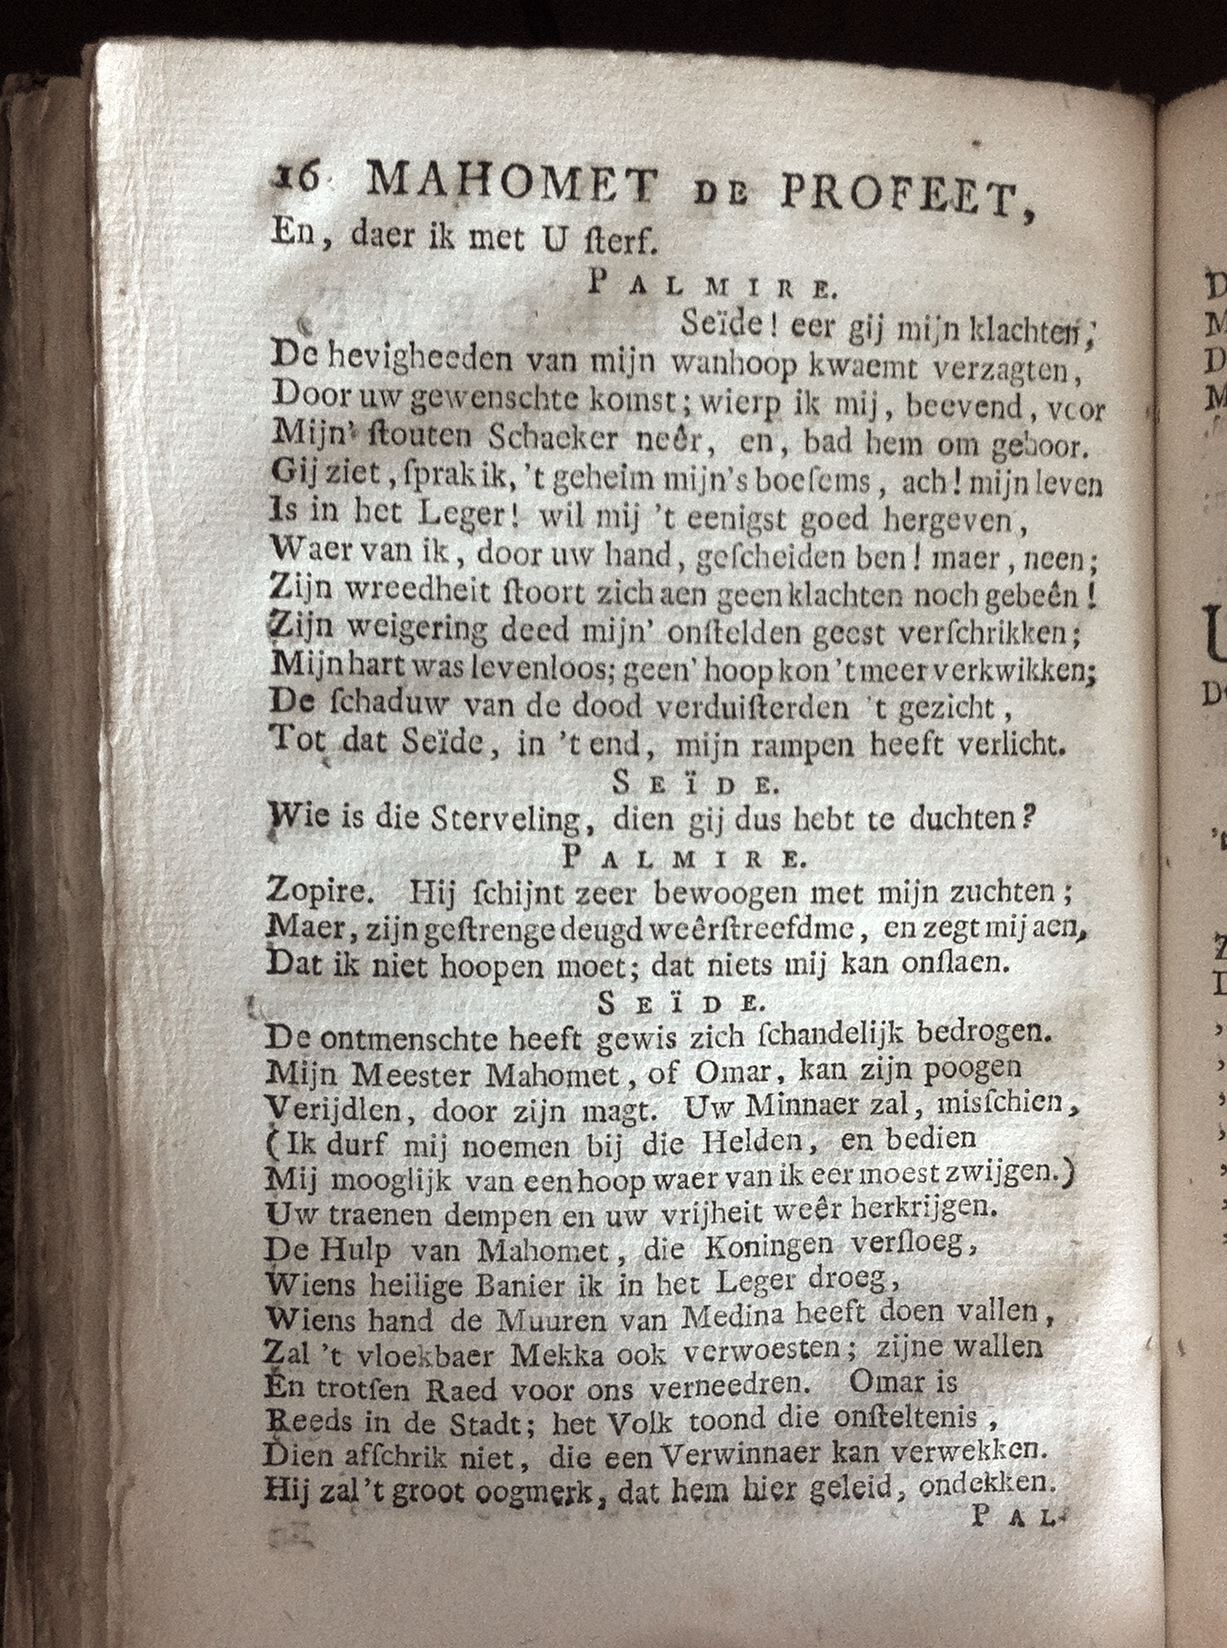 16 MAHOMET DE PROFEET,
En, daer ik met U ſterf.
PALMIRE.
Seïde! eer gij mijn klachten,
De hevigheeden van mijn wanhoop kwaemt verzagten,
Door uw gewenschte komst; wierp ik mij, beevend, voor
Mijn' ſtouten Schaeker neêr, en, bad hem om gehoor.
Gij ziet, ſprak ik, 't geheim mijn's boeſems, ach! mijn leven
Is in het Leger! wil mij 't eenigst goed hergeven,
Waer van ik, door uw hand, geſcheiden ben! maer, neen;
Zijn wreedheit ſtoort zich aen geen klachten noch gebeên!
Zijn weigering deed mijn' onſtelden geest verſchrikken;
Mijn hart was levenloos; geen' hoop kon 't meer verkwikken;
De ſchaduw van de dood verduiſterden 't gezicht,
Tot dat Seïde, in 't end, mijn rampen heeft verlicht.
SEÏDE.
Wie is die Sterveling, dien gij dus hebt te duchten?
PALMIRE.
Zopire. Hij ſchijnt zeer bewoogen met mijn zuchten;
Maer, zijn geſtrenge deugd weêrſtreefd me, en zegt mij aen,
Dat ik niet hoopen moet; dat niets mij kan onſlaen.
SEÏDE.
De ontmenschte heeft gewis zich ſchandelijk bedrogen.
Mijn Meester Mahomet, of Omar, kan zijn poogen
Verijdlen, door zijn magt. Uw Minnaer zal, misſchien,
(Ik durf mij noemen bij die Helden, en bedien
Mij mooglijk van een hoop waer van ik eer moest zwijgen.)
Uw traenen dempen en uw vrijheit weêr herkrijgen.
De Hulp van Mahomet, die Koningen verſloeg,
Wiens heilige Banier ik in het Leger droeg,
Wiens hand de Muuren van Medina heeft doen vallen,
Zal 't vloekbaer Mekka ook verwoesten; zijne wallen
En trotſen Raed voor ons verneedren. Omar is
Reeds in de Stadt; het Volk toond die onſteltenis,
Dien afſchrik niet, die een Verwinnaer kan verwekken.
Hij zal 't groot oogmerk, dat hem hier geleid, ondekken.
PAL-